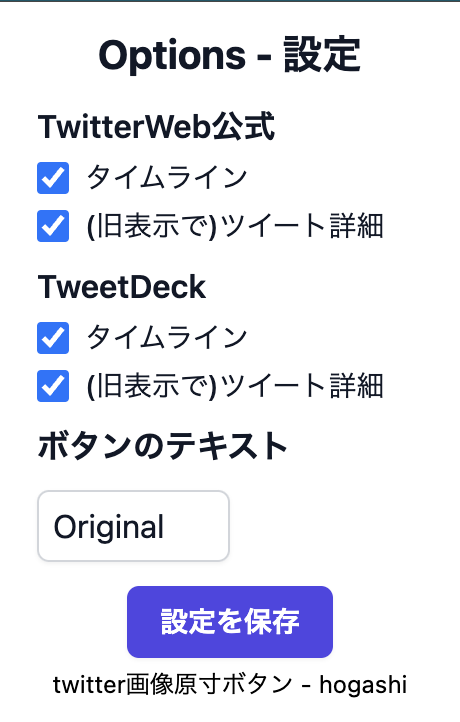 Options - 設定
TwitterWeb公式
タイムライン
(旧表示で)ツイート詳細
TweetDeck
タイムライン
(旧表示で)ツイート詳細
ボタンのテキスト
Original
設定を保存
twitter画像原寸ボタン - hogashi